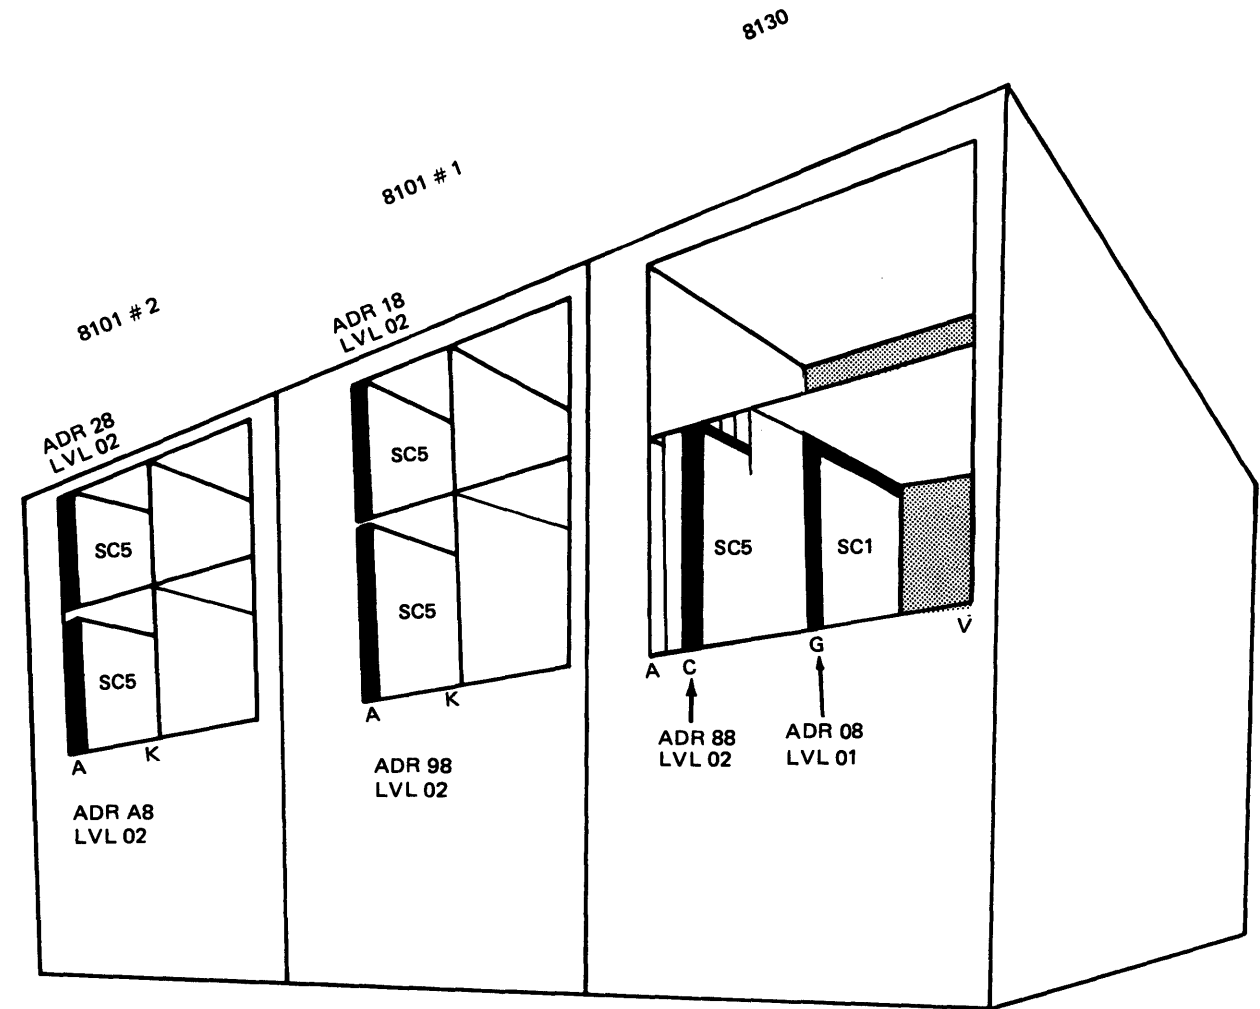 8130
8101 # 1
8101 # 2
ADR 18
LVL 02
ADR 28
LVL 02
SC5
SC5
SC5
SC1
SC5
SC5
V
G
A
C
K
A
K
A
ADR 88
LVL 02
ADR 08
LVL 01
ADR 98
LVL 02
ADR A8
LVL 02